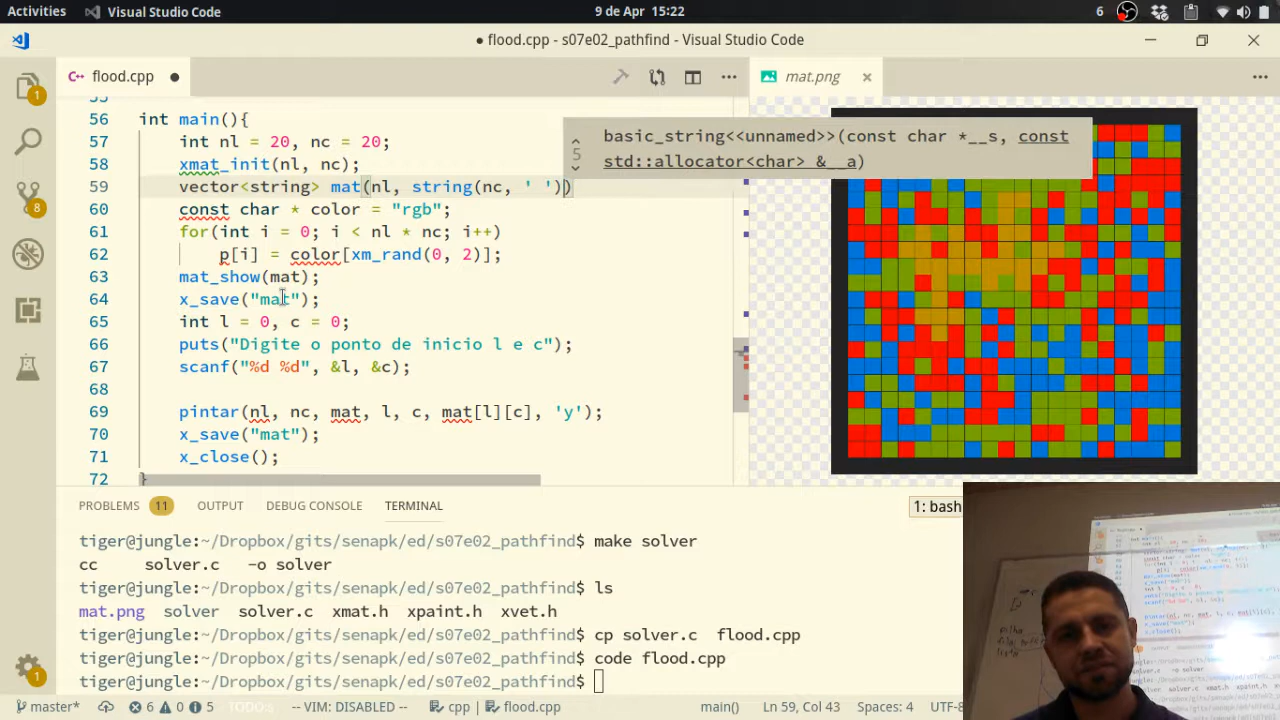 Activities Visual Studio Code 9 de Apr 15:22 6
● flood.cpp - s07e02_pathfind - Visual Studio Code
C++ flood.cpp ●
mat.png ×
55
56 int main(){
57 int nl = 20, nc = 20;
58 xmat_init(nl, nc);
59 vector<string> mat(nl, string(nc, ' '))
60 const char * color = "rgb";
61 for(int i = 0; i < nl * nc; i++)
62 p[i] = color[xm_rand(0, 2)];
63 mat_show(mat);
64 x_save("mat");
65 int l = 0, c = 0;
66 puts("Digite o ponto de inicio l e c");
67 scanf("%d %d", &l, &c);
68
69 pintar(nl, nc, mat, l, c, mat[l][c], 'y');
70 x_save("mat");
71 x_close();
72 }
5
basic_string<<unnamed>>(const char *__s, const
std::allocator<char> &__a)
1
8
1
PROBLEMS 11 OUTPUT DEBUG CONSOLE TERMINAL 1: bash
tiger@jungle:~/Dropbox/gits/senapk/ed/s07e02_pathfind$ make solver
cc solver.c -o solver
tiger@jungle:~/Dropbox/gits/senapk/ed/s07e02_pathfind$ ls
mat.png solver solver.c xmat.h xpaint.h xvet.h
tiger@jungle:~/Dropbox/gits/senapk/ed/s07e02_pathfind$ cp solver.c flood.cpp
tiger@jungle:~/Dropbox/gits/senapk/ed/s07e02_pathfind$ code flood.cpp
tiger@jungle:~/Dropbox/gits/senapk/ed/s07e02_pathfind$
master* 6 0 5 TODO: -- VIM: DISABLED -- cpp | flood.cpp main() Ln 59, Col 43 Spaces: 4 UTF-8